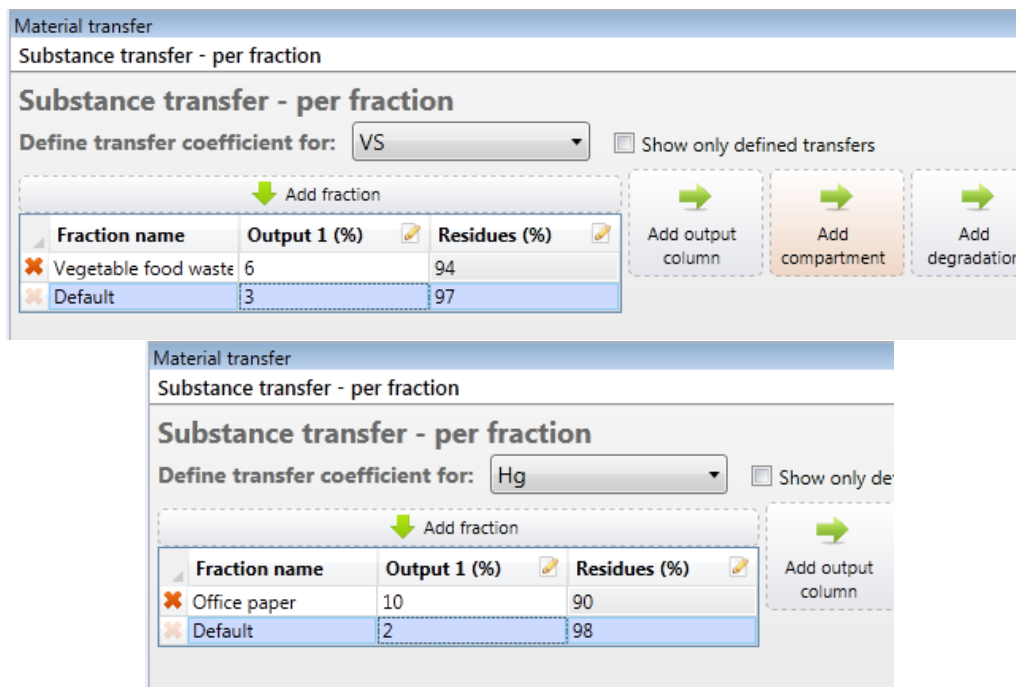 Material transfer
Substance transfer - per fraction
Substance transfer - per fraction
Define transfer coefficient for: VS Show only defined transfers
Add fraction
Add output column
Add compartment
Add degradation
Fraction name Output 1 (%) Residues (%)
Vegetable food waste 6 94
Default 3 97
Material transfer
Substance transfer - per fraction
Substance transfer - per fraction
Define transfer coefficient for: Hg Show only de
Add fraction
Add output column
Fraction name Output 1 (%) Residues (%)
Office paper 10 90
Default 2 98